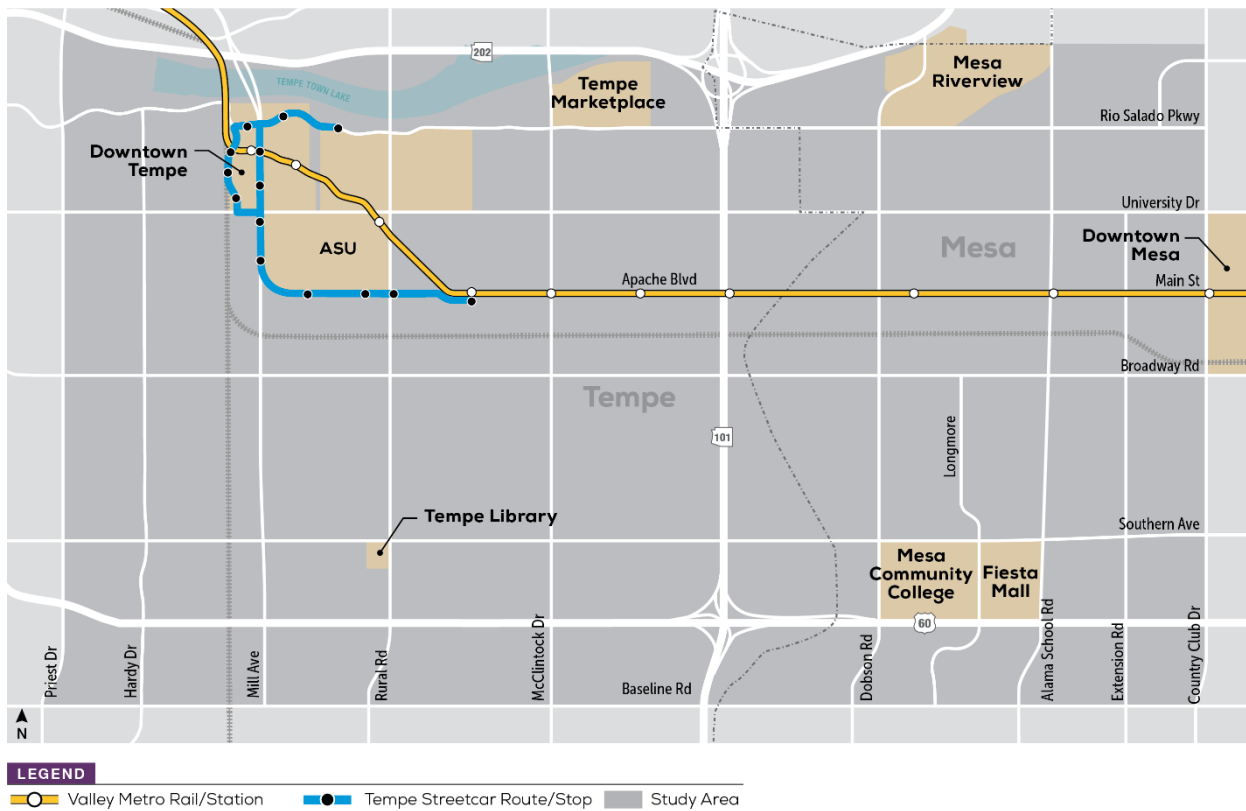 202
TEMPE TOWN LAKE
Tempe
Marketplace
Mesa
Riverview
Rio Salado Pkwy
Downtown
Tempe
University Dr
ASU
Mesa
Downtown
Mesa
Apache Blvd
Main St
Broadway Rd
Tempe
101
Longmore
Tempe Library
Southern Ave
Mesa
Community
College
Fiesta
Mall
60
Priest Dr
Hardy Dr
Mill Ave
Rural Rd
McClintock Dr
Baseline Rd
Dobson Rd
Alama School Rd
Extension Rd
Country Club Dr
N
LEGEND
Valley Metro Rail/Station
Tempe Streetcar Route/Stop
Study Area